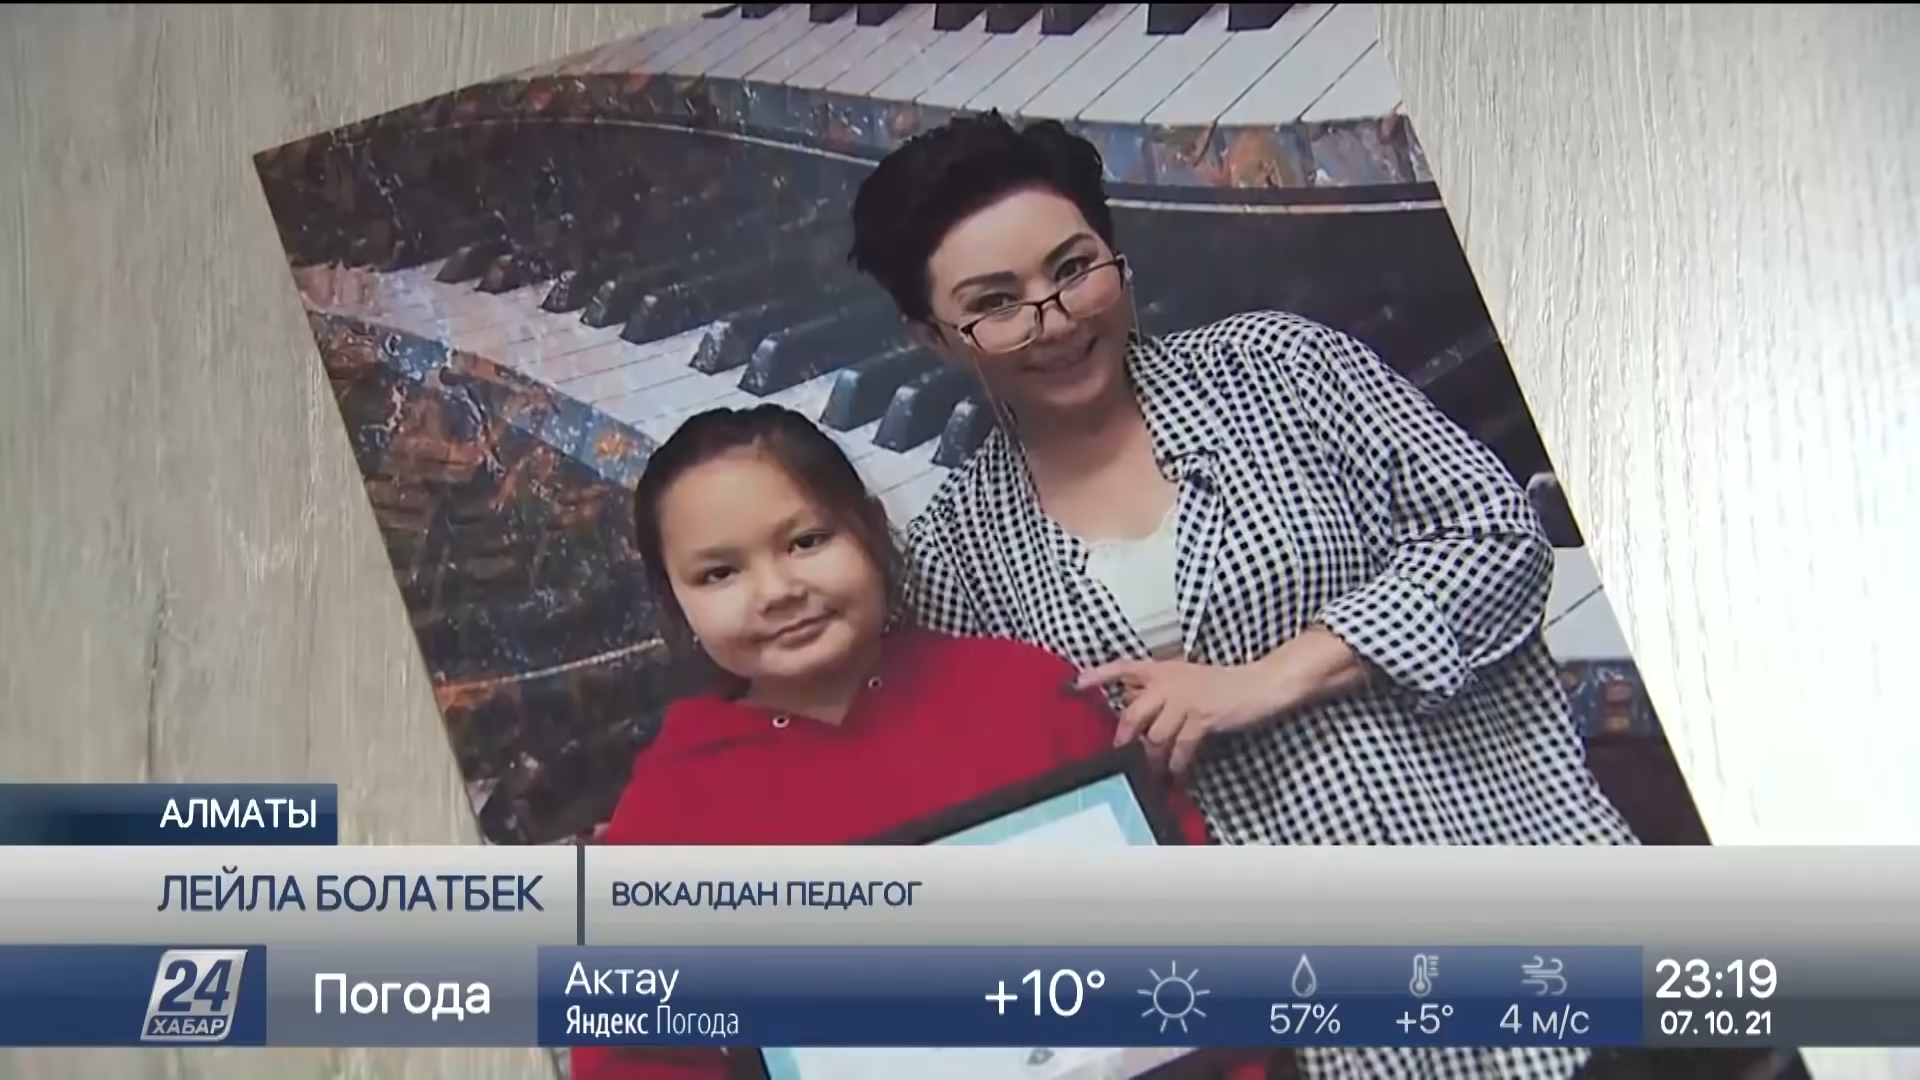 АЛМАТЫ
ЛЕЙЛА БОЛАТБЕК
ВОКАЛДАН ПЕДАГОГ
24
ХАБАР
Погода
Актау
Яндекс Погода
+10°
57%
+5°
4 м/с
23:19
07. 10. 21